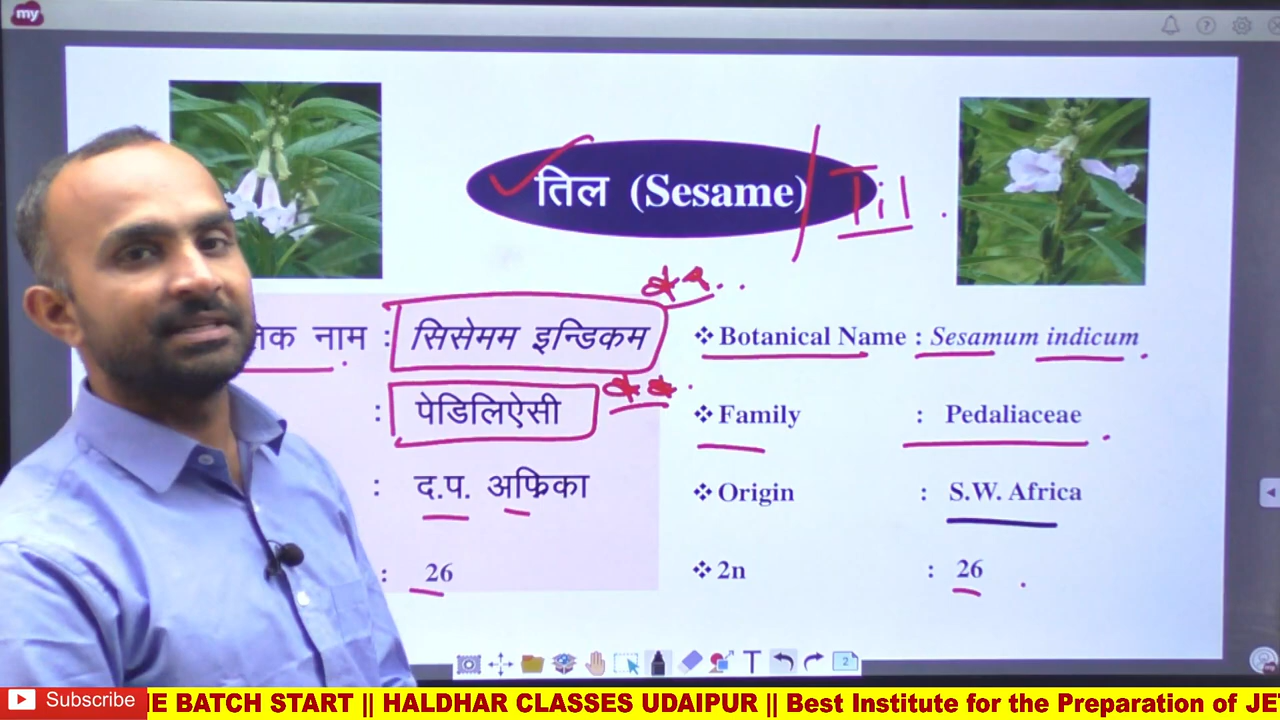 my
तिल (Sesame)
Til
नाम : सिसेमम इन्डिकम
❖ Botanical Name : Sesamum indicum
: पेडिलिऐसी
❖ Family : Pedaliaceae
: द.प. अफ्रिका
❖ Origin : S.W. Africa
: 26
❖ 2n : 26
T
2
Subscribe
E BATCH START || HALDHAR CLASSES UDAIPUR || Best Institute for the Preparation of JE